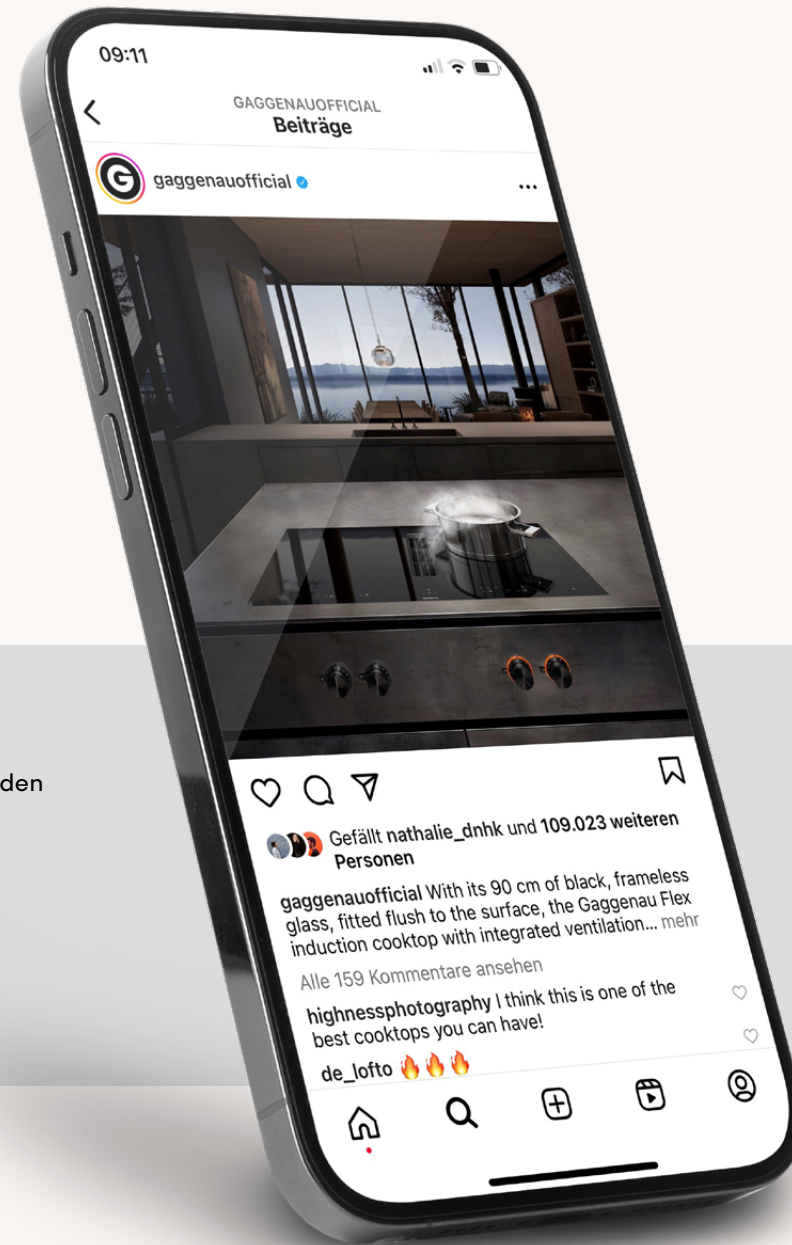 09:11
GAGGENAUOFFICIAL
Beiträge
G gaggenauofficial
den
Gefällt nathalie_dnhk und 109.023 weiteren
Personen
gaggenauofficial With its 90 cm of black, frameless
glass, fitted flush to the surface, the Gaggenau Flex
induction cooktop with integrated ventilation... mehr
Alle 159 Kommentare ansehen
highnessphotography I think this is one of the
best cooktops you can have!
de_lofto 🔥🔥🔥